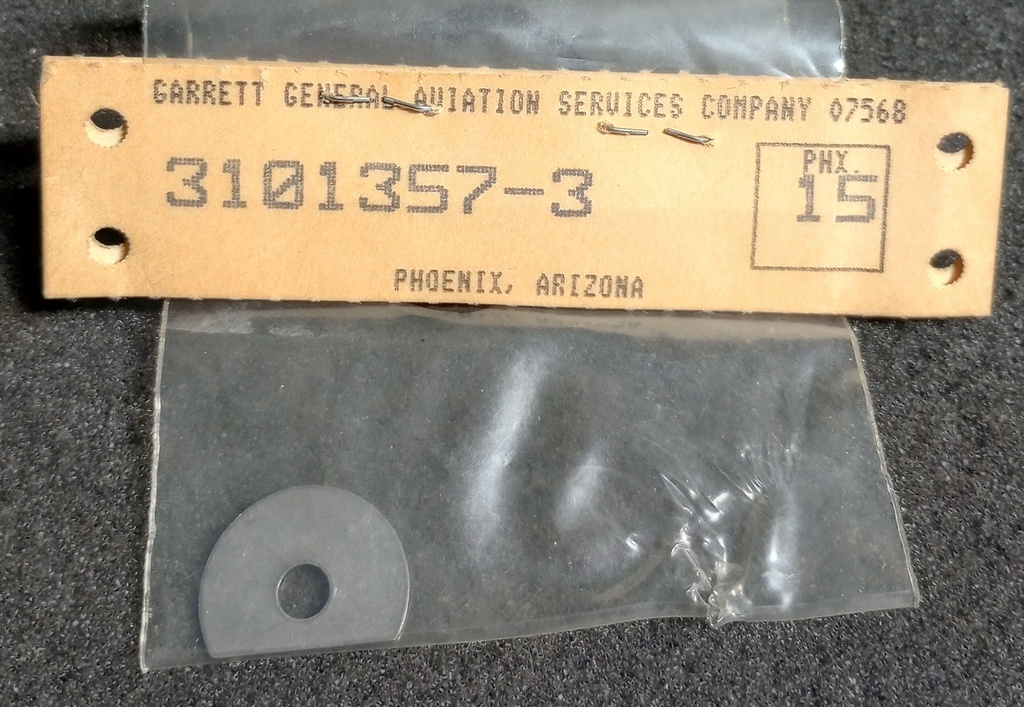 GARRETT GENERAL AVIATION SERVICES COMPANY 07568
3101357-3
PHX.
15
PHOENIX, ARIZONA